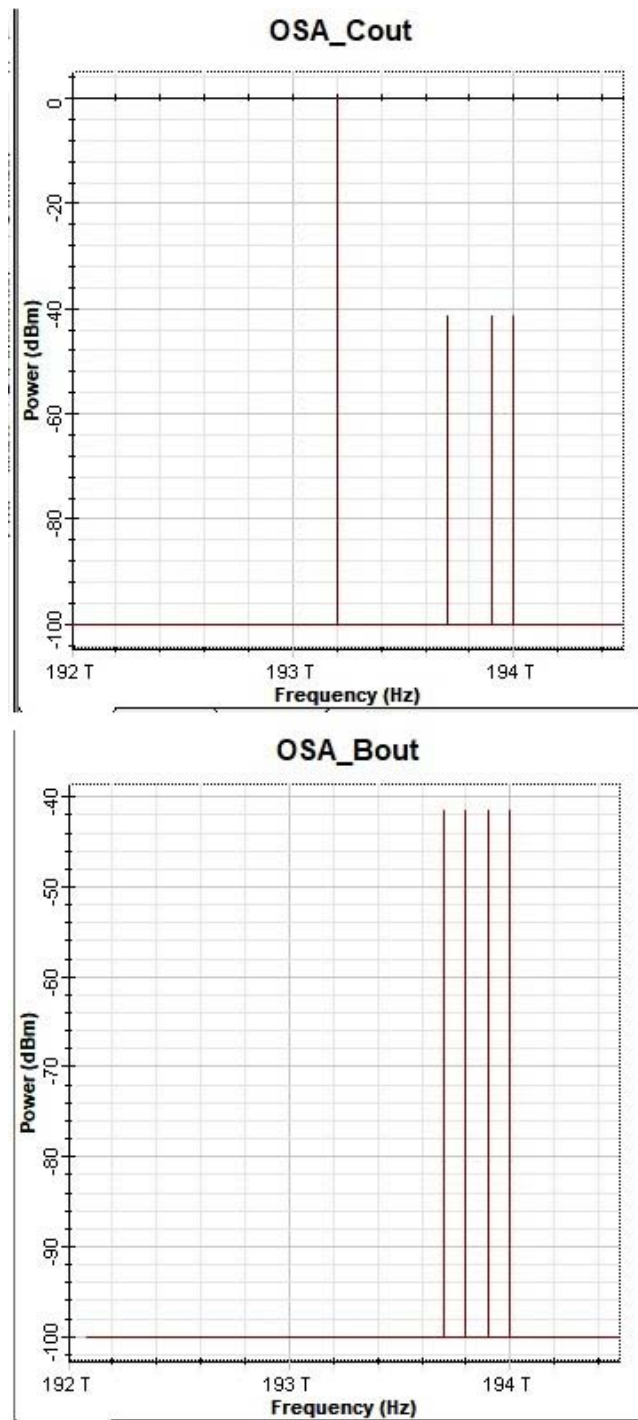 OSA_Cout
0
-20
-40
-60
-80
-100
Power (dBm)
192 T 193 T 194 T
Frequency (Hz)
OSA_Bout
-40
-50
-60
-70
-80
-90
-100
Power (dBm)
192 T 193 T 194 T
Frequency (Hz)